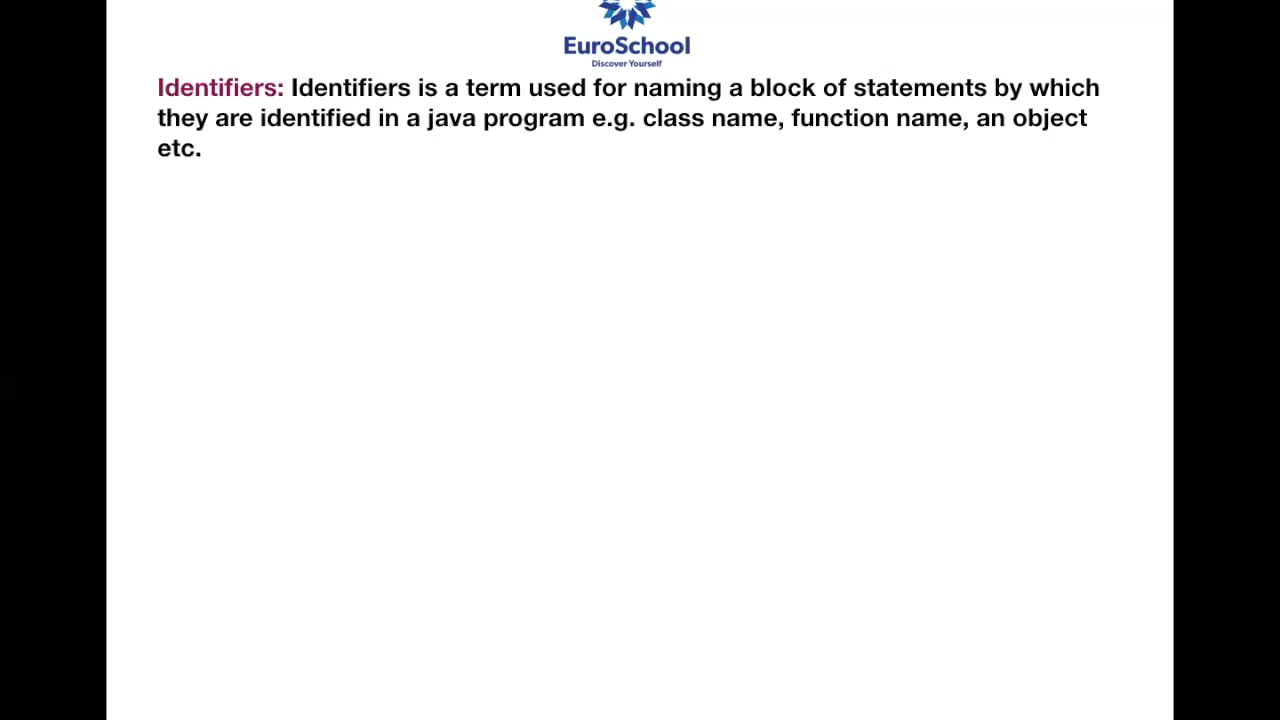 EuroSchool
Discover Yourself
Identifiers: Identifiers is a term used for naming a block of statements by which
they are identified in a java program e.g. class name, function name, an object
etc.